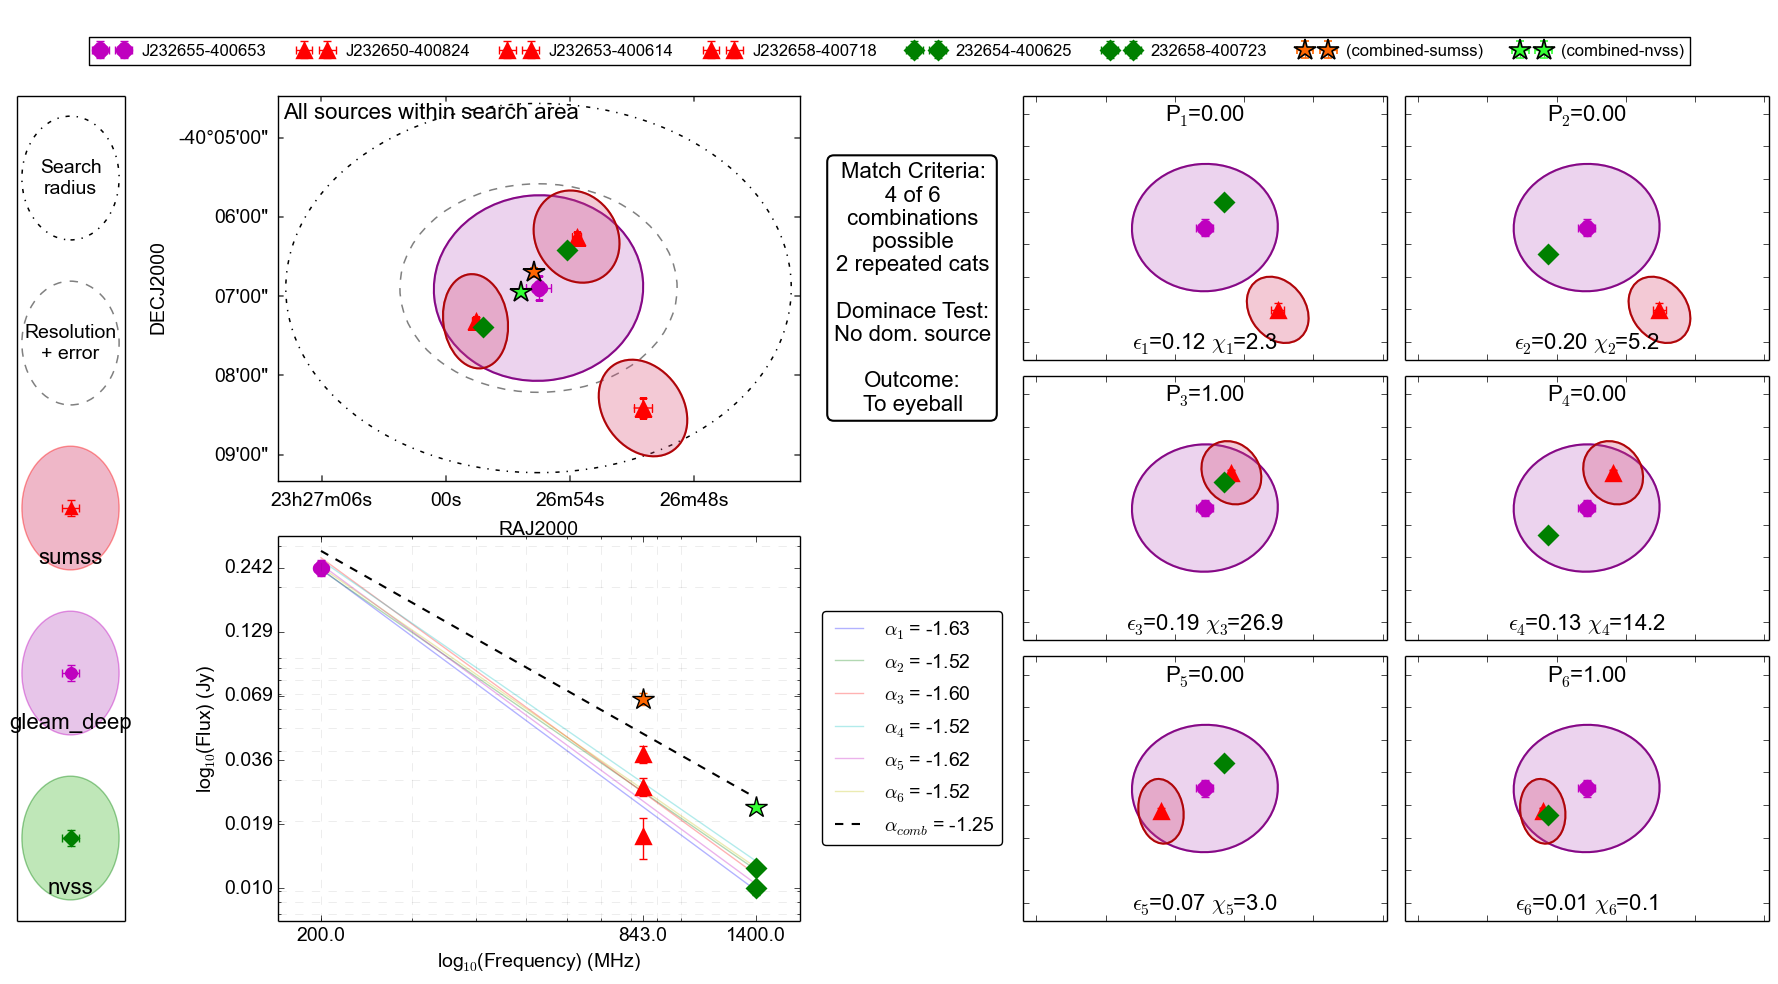 J232655-400653 J232650-400824 J232653-400614 J232658-400718 232654-400625 232658-400723 (combined-sumss) (combined-nvss)
Search
radius
Resolution
+ error
sumss
gleam_deep
nvss
All sources within search area
DECJ2000
-40°05'00"
06'00"
07'00"
08'00"
09'00"
23h27m06s 00s 26m54s 26m48s
RAJ2000
Match Criteria:
4 of 6
combinations
possible
2 repeated cats
Dominace Test:
No dom. source
Outcome:
To eyeball
log₁₀(Flux) (Jy)
0.242
0.129
0.069
0.036
0.019
0.010
200.0 843.0 1400.0
log₁₀(Frequency) (MHz)
α₁ = -1.63
α₂ = -1.52
α₃ = -1.60
α₄ = -1.52
α₅ = -1.62
α₆ = -1.52
α_comb = -1.25
P₁=0.00
ϵ₁=0.12 χ₁=2.3
P₂=0.00
ϵ₂=0.20 χ₂=5.2
P₃=1.00
ϵ₃=0.19 χ₃=26.9
P₄=0.00
ϵ₄=0.13 χ₄=14.2
P₅=0.00
ϵ₅=0.07 χ₅=3.0
P₆=1.00
ϵ₆=0.01 χ₆=0.1